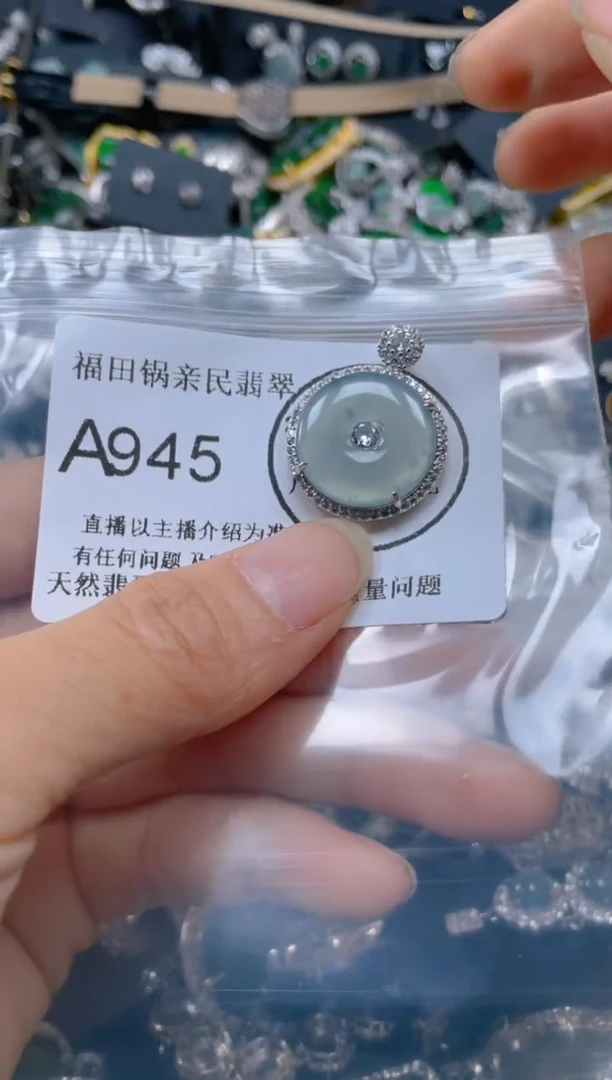 福田锅亲民翡翠
A945
直播以主播介绍为准
有任何问题
天然翡 量问题